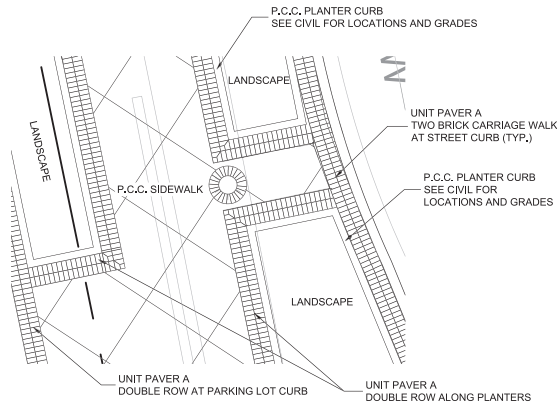 P.C.C. PLANTER CURB
SEE CIVIL FOR LOCATIONS AND GRADES
LANDSCAPE
LANDSCAPE
UNIT PAVER A
TWO BRICK CARRIAGE WALK
AT STREET CURB (TYP.)
P.C.C. PLANTER CURB
SEE CIVIL FOR
LOCATIONS AND GRADES
P.C.C. SIDEWALK
LANDSCAPE
UNIT PAVER A
DOUBLE ROW AT PARKING LOT CURB
UNIT PAVER A
DOUBLE ROW ALONG PLANTERS